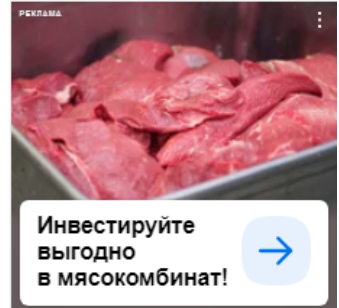 РЕКЛАМА
Инвестируйте
выгодно
в мясокомбинат!